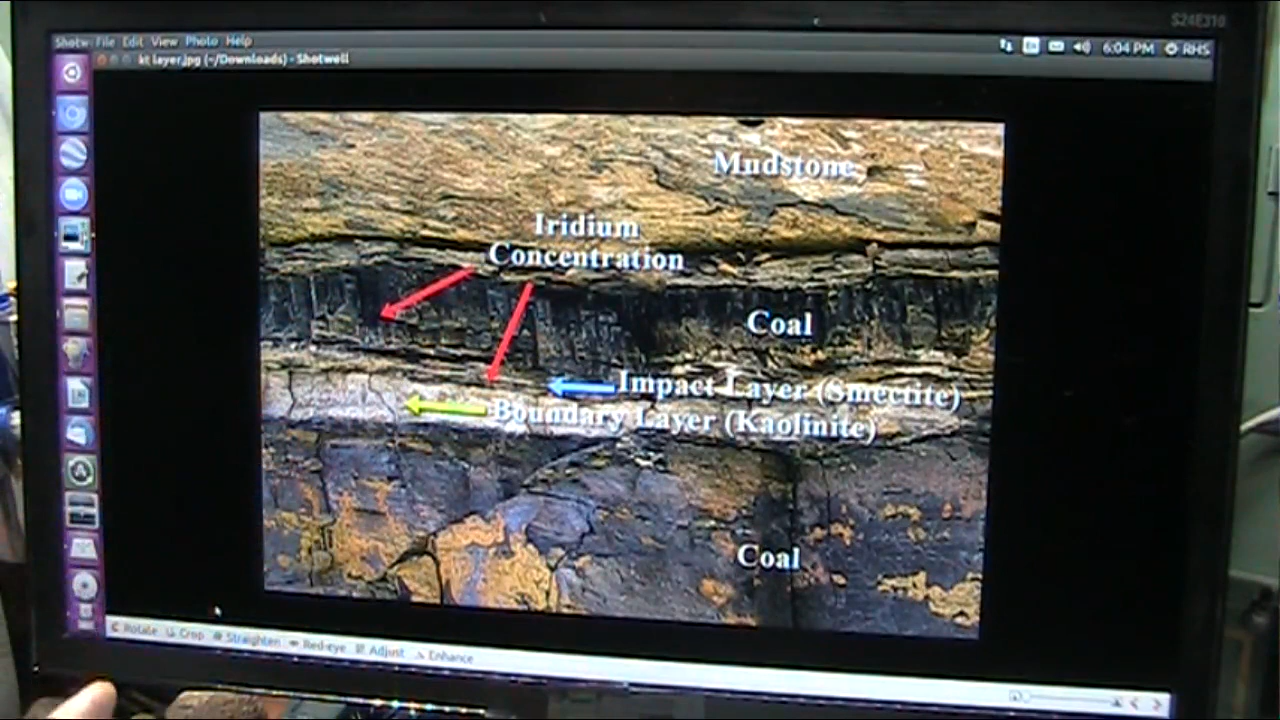 S24E310
Shotw File Edit View Photo Help
6:04 PM RHS
kt layer.jpg (~/Downloads) - Shotwell
Mudstone
Iridium
Concentration
Coal
Impact Layer (Smectite)
Boundary Layer (Kaolinite)
Coal
Rotate Crop Straighten Red-eye Adjust Enhance